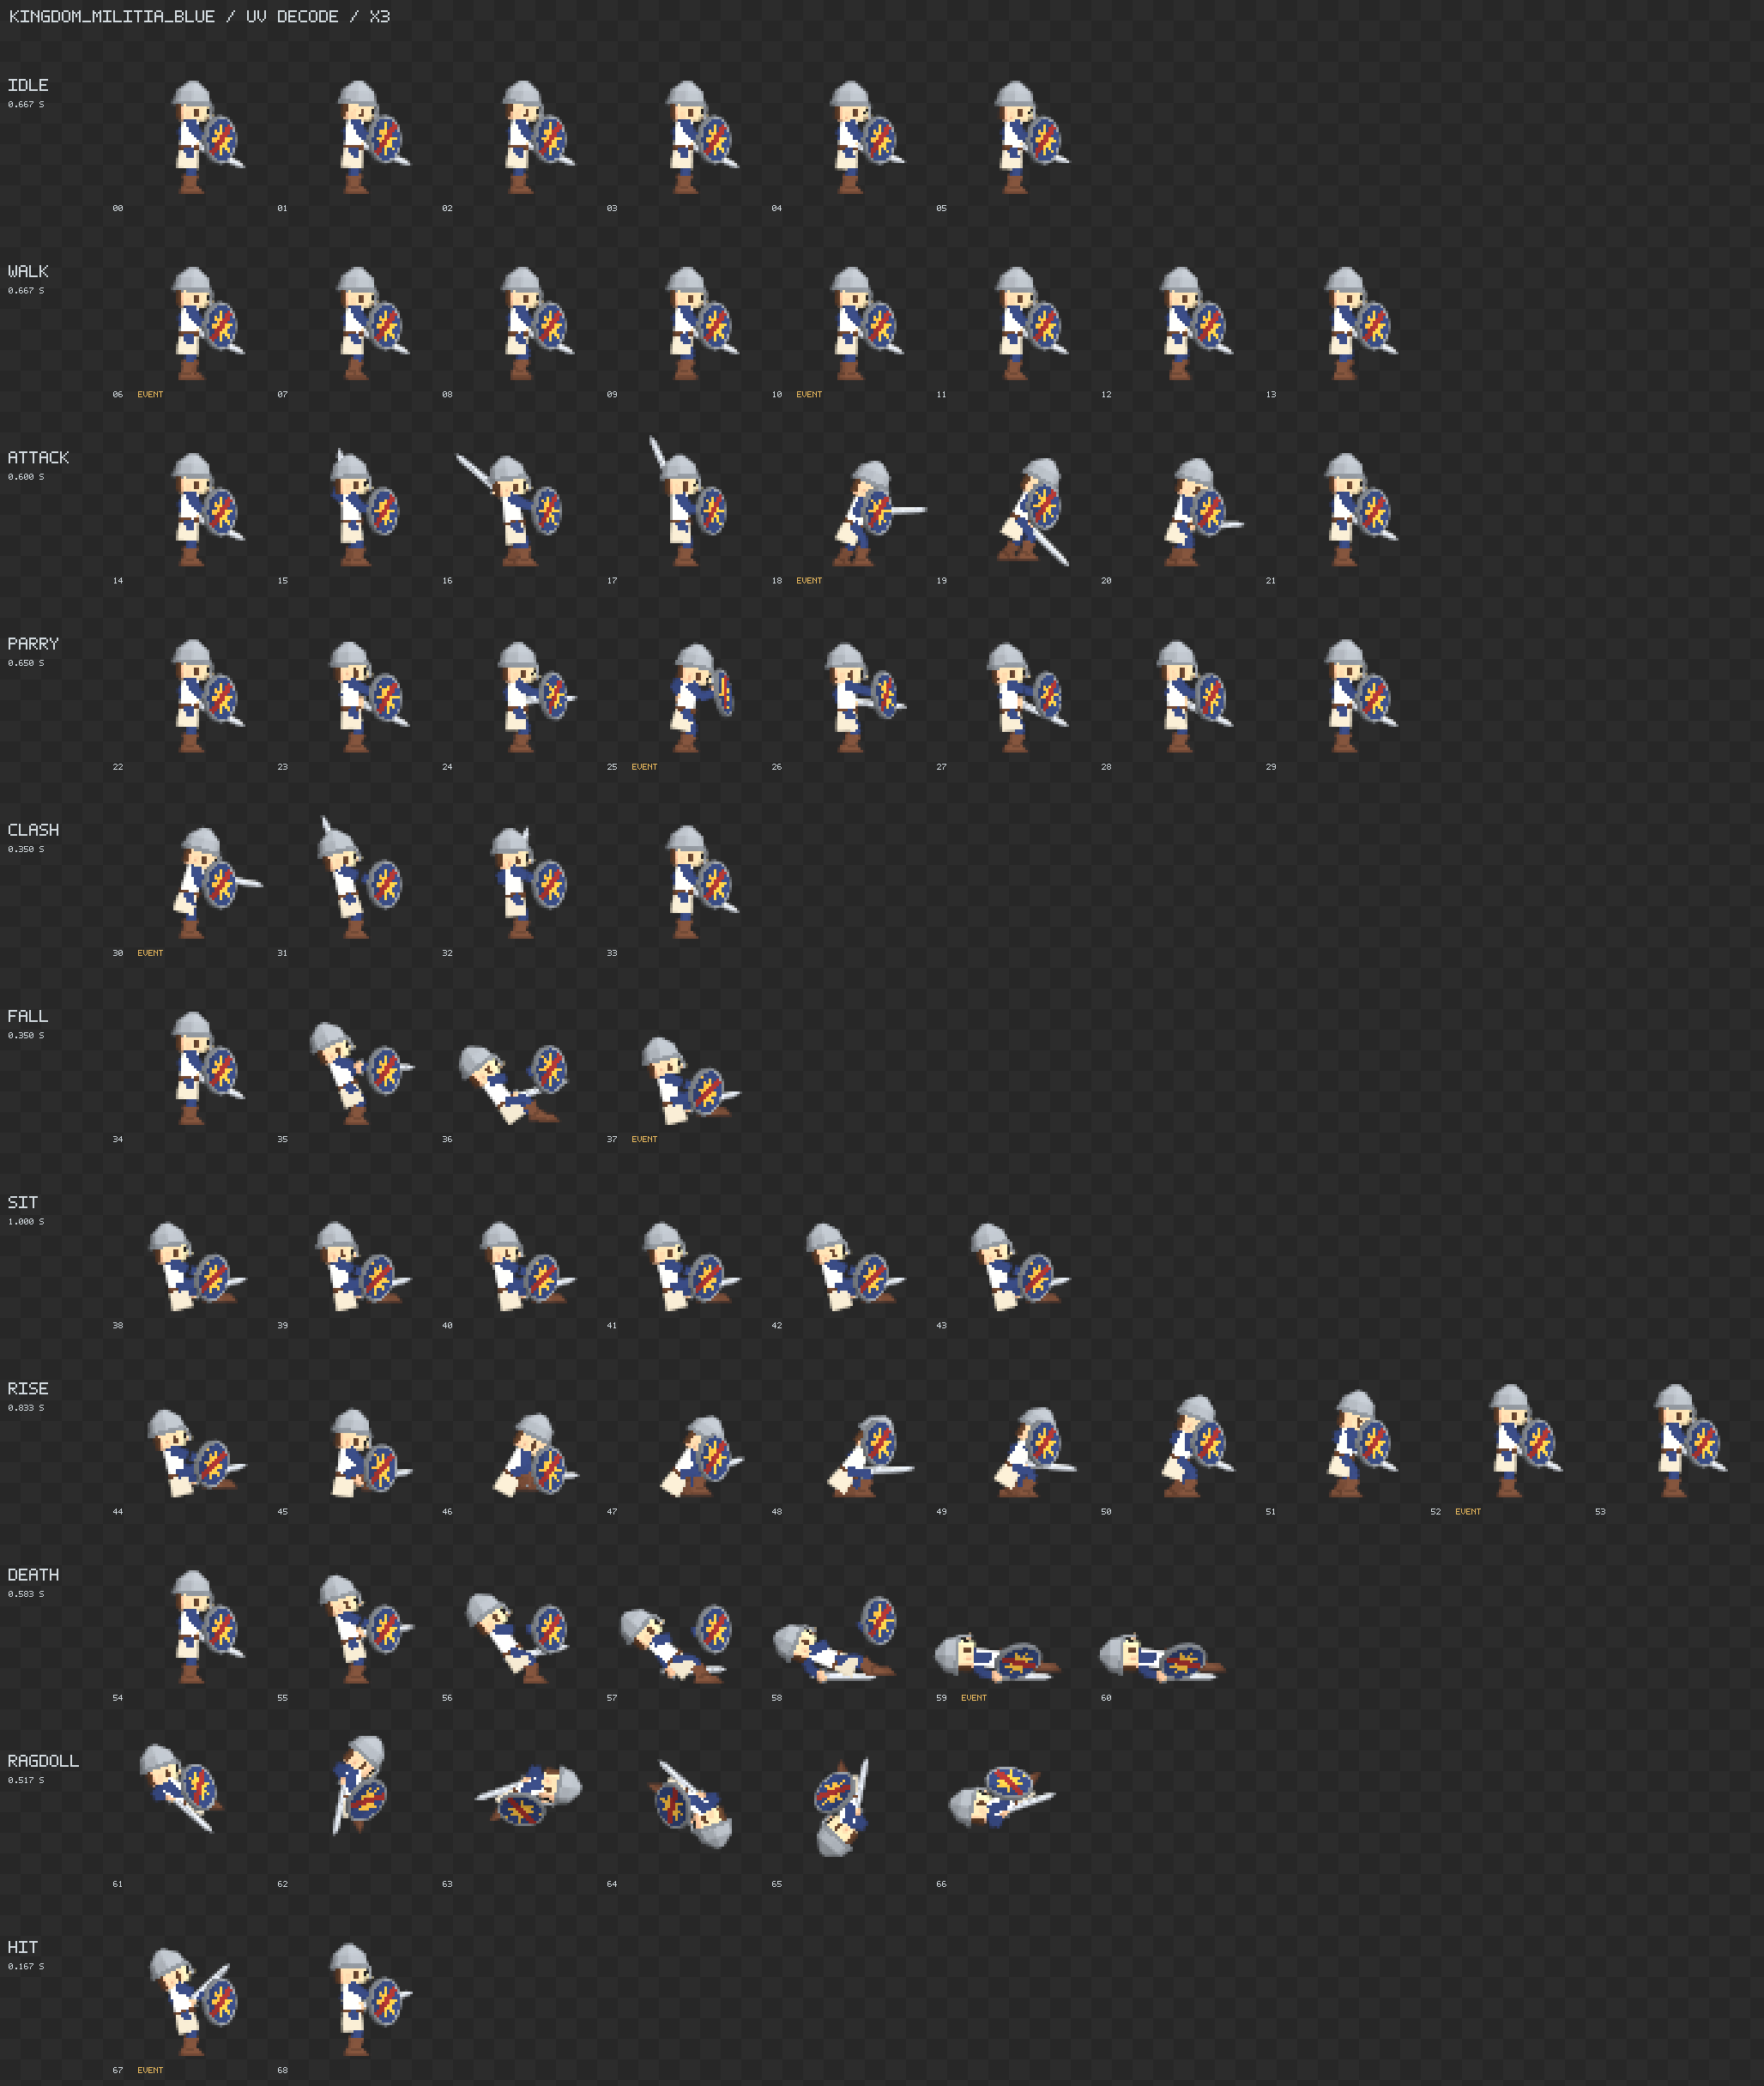 KINGDOM_MILITIA_BLUE / UV DECODE / X3
IDLE
0.667 S
00 01 02 03 04 05
WALK
0.667 S
06 EVENT 07 08 09 10 EVENT 11 12 13
ATTACK
0.600 S
14 15 16 17 18 EVENT 19 20 21
PARRY
0.650 S
22 23 24 25 EVENT 26 27 28 29
CLASH
0.350 S
30 EVENT 31 32 33
FALL
0.350 S
34 35 36 37 EVENT
SIT
1.000 S
38 39 40 41 42 43
RISE
0.833 S
44 45 46 47 48 49 50 51 52 EVENT 53
DEATH
0.583 S
54 55 56 57 58 59 EVENT 60
RAGDOLL
0.517 S
61 62 63 64 65 66
HIT
0.167 S
67 EVENT 68